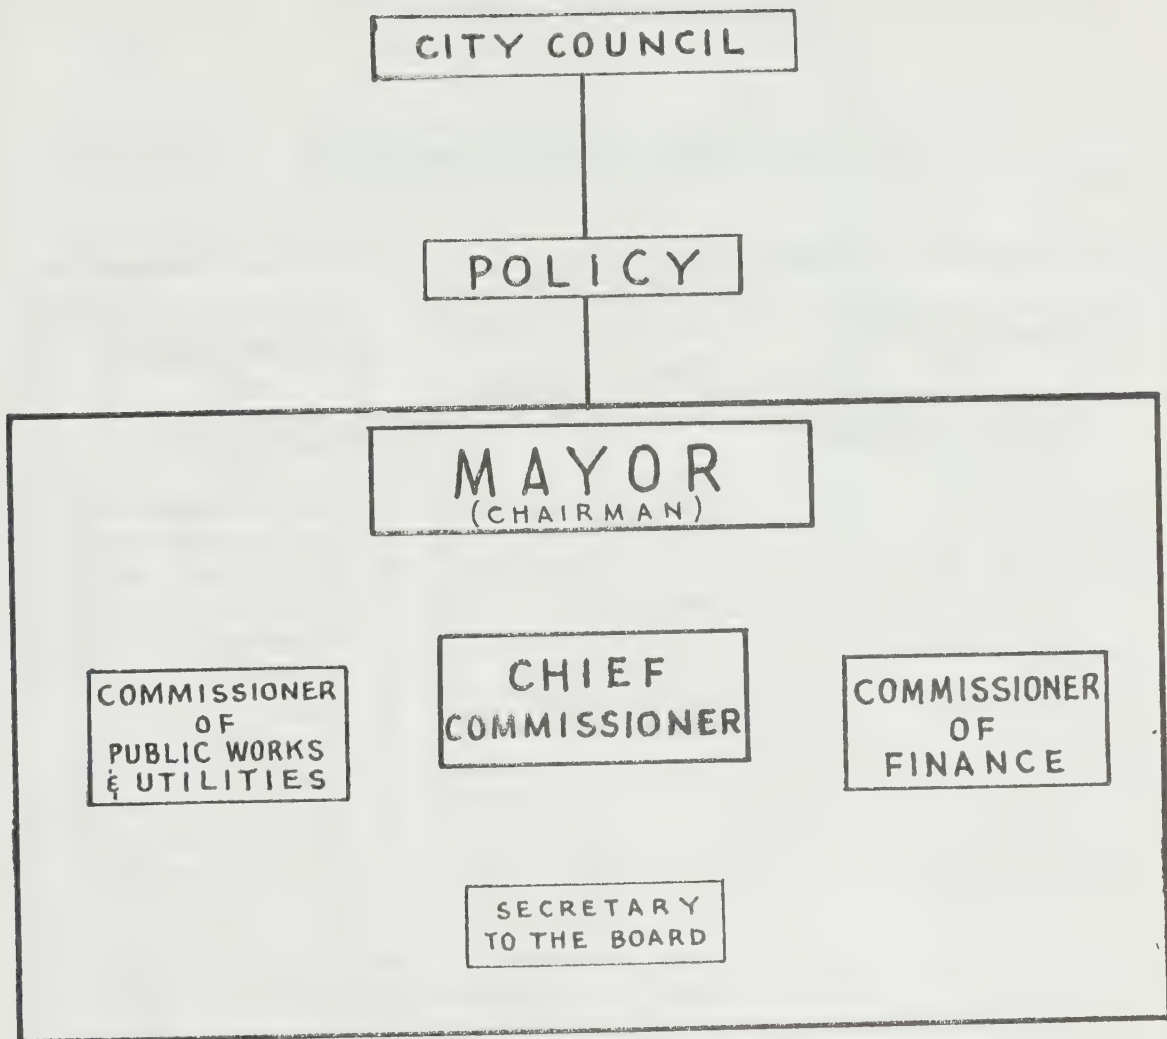 CITY COUNCIL
POLICY
MAYOR
(CHAIRMAN)
COMMISSIONER
OF
PUBLIC WORKS
& UTILITIES
CHIEF
COMMISSIONER
COMMISSIONER
OF
FINANCE
SECRETARY
TO THE BOARD